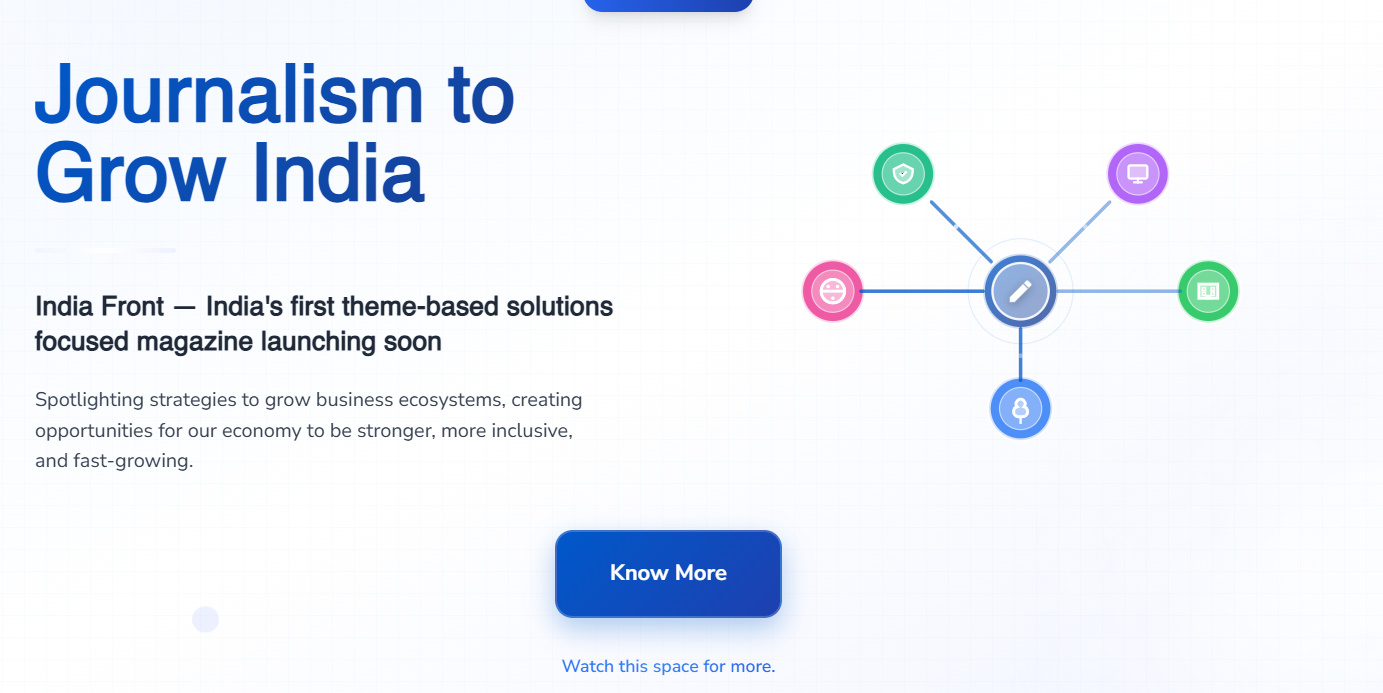 Journalism to
Grow India
India Front — India's first theme-based solutions
focused magazine launching soon
Spotlighting strategies to grow business ecosystems, creating
opportunities for our economy to be stronger, more inclusive,
and fast-growing.
Know More
Watch this space for more.